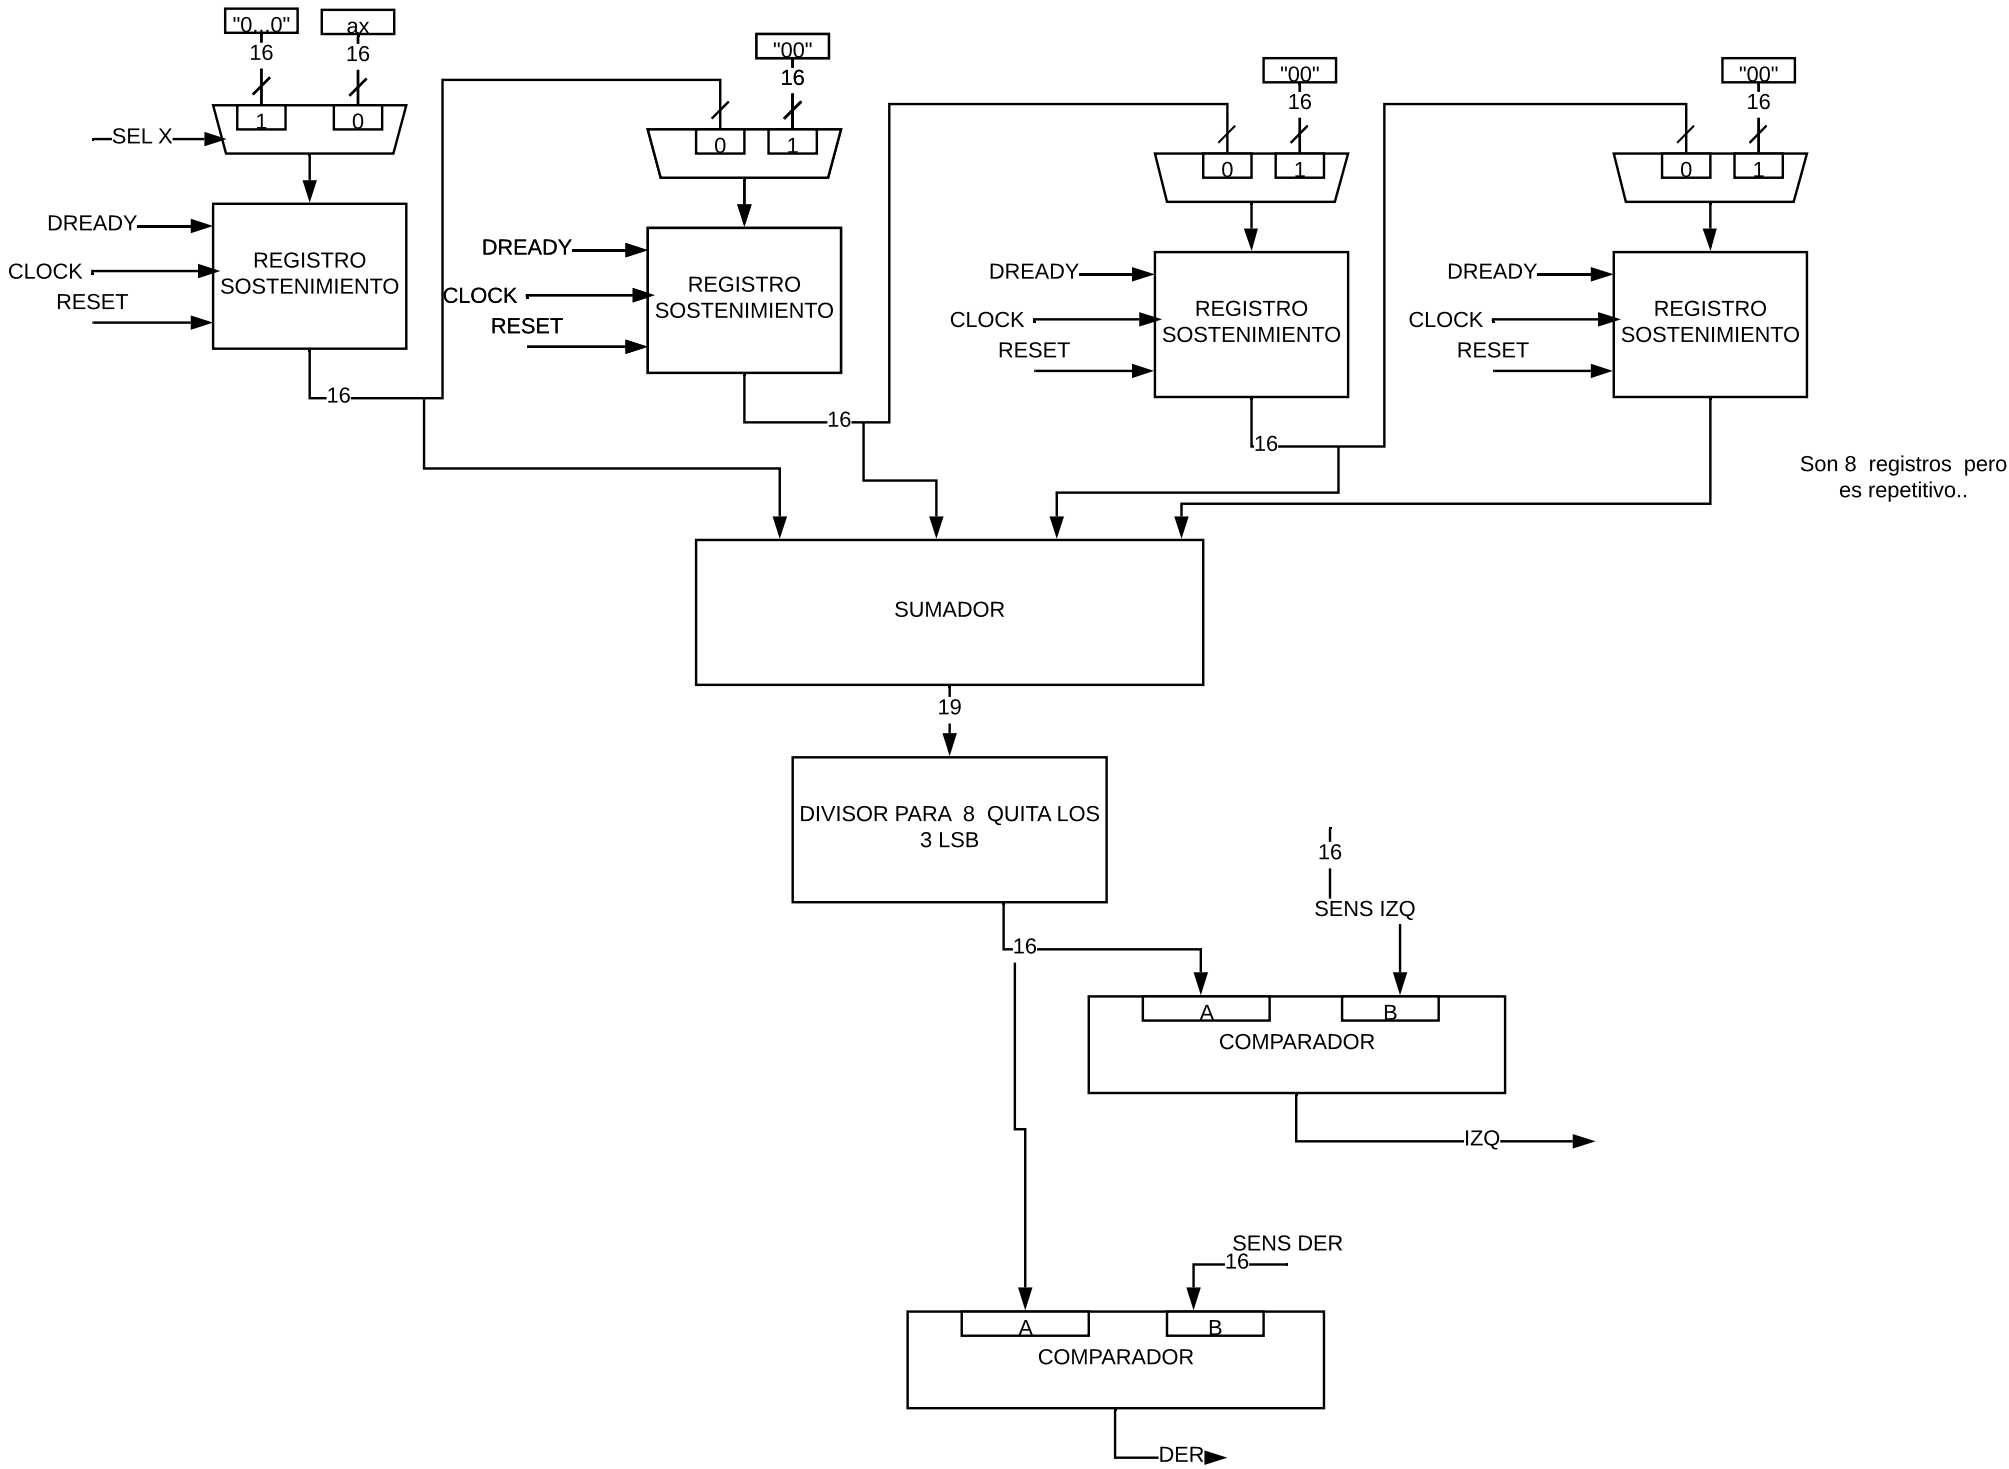 "0...0"
ax
16
16
1
0
SEL X
DREADY
CLOCK
RESET
REGISTRO
SOSTENIMIENTO
16
"00"
16
0
1
DREADY
CLOCK
RESET
REGISTRO
SOSTENIMIENTO
16
"00"
16
0
1
DREADY
CLOCK
RESET
REGISTRO
SOSTENIMIENTO
16
"00"
16
0
1
DREADY
CLOCK
RESET
REGISTRO
SOSTENIMIENTO
Son 8 registros pero
es repetitivo..
SUMADOR
19
DIVISOR PARA 8 QUITA LOS
3 LSB
16
16
SENS IZQ
A
B
COMPARADOR
IZQ
SENS DER
16
A
B
COMPARADOR
DER